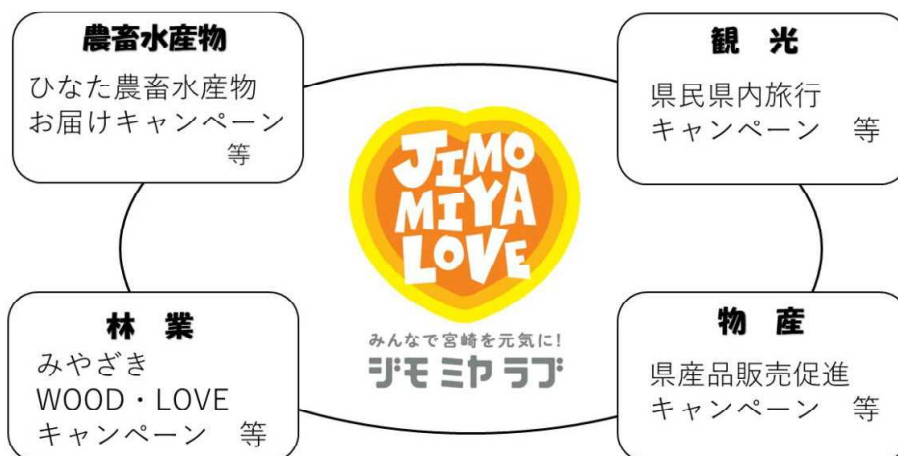 農畜水産物
ひなた農畜水産物
お届けキャンペーン
等
観 光
県民県内旅行
キャンペーン 等
JIMO
MIYA
LOVE
みんなで宮崎を元気に!
ジモ ミヤ ラブ
林 業
みやざき
WOOD・LOVE
キャンペーン 等
物 産
県産品販売促進
キャンペーン 等